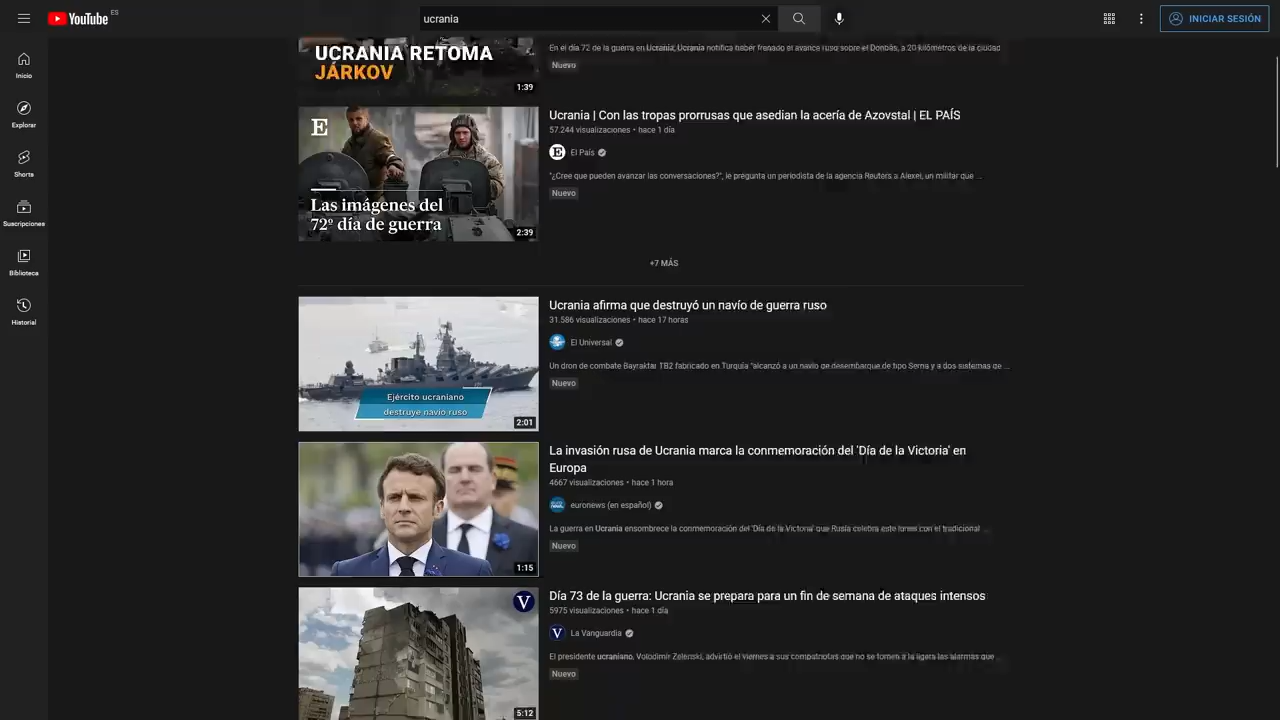 YouTube ES
ucrania
INICIAR SESIÓN
Inicio
Explorar
Shorts
Suscripciones
Biblioteca
Historial
UCRANIA RETOMA
JÁRKOV
1:39
En el día 72 de la guerra en Ucrania, Ucrania notifica haber frenado el avance ruso sobre el Donbás, a 20 kilómetros de la ciudad
Nuevo
E
Las imágenes del
72º día de guerra
2:39
Ucrania | Con las tropas prorrusas que asedian la acería de Azovstal | EL PAÍS
57.244 visualizaciones • hace 1 día
El País
"¿Cree que pueden avanzar las conversaciones?", le pregunta un periodista de la agencia Reuters a Alexei, un militar que ...
Nuevo
+7 MÁS
Ejército ucraniano
destruye navío ruso
2:01
Ucrania afirma que destruyó un navío de guerra ruso
31.586 visualizaciones • hace 17 horas
El Universal
Un dron de combate Bayraktar TB2 fabricado en Turquía "alcanzó a un navío de desembarque de tipo Serna y a dos sistemas de ...
Nuevo
1:15
La invasión rusa de Ucrania marca la conmemoración del 'Día de la Victoria' en
Europa
4667 visualizaciones • hace 1 hora
euronews (en español)
La guerra en Ucrania ensombrece la conmemoración del 'Día de la Victoria' que Rusia celebra este lunes con el tradicional ...
Nuevo
V
5:12
Día 73 de la guerra: Ucrania se prepara para un fin de semana de ataques intensos
5975 visualizaciones • hace 1 día
V
La Vanguardia
El presidente ucraniano, Volodímir Zelenski, advirtió el viernes a sus compatriotas que no se tomen a la ligera las alarmas que ...
Nuevo